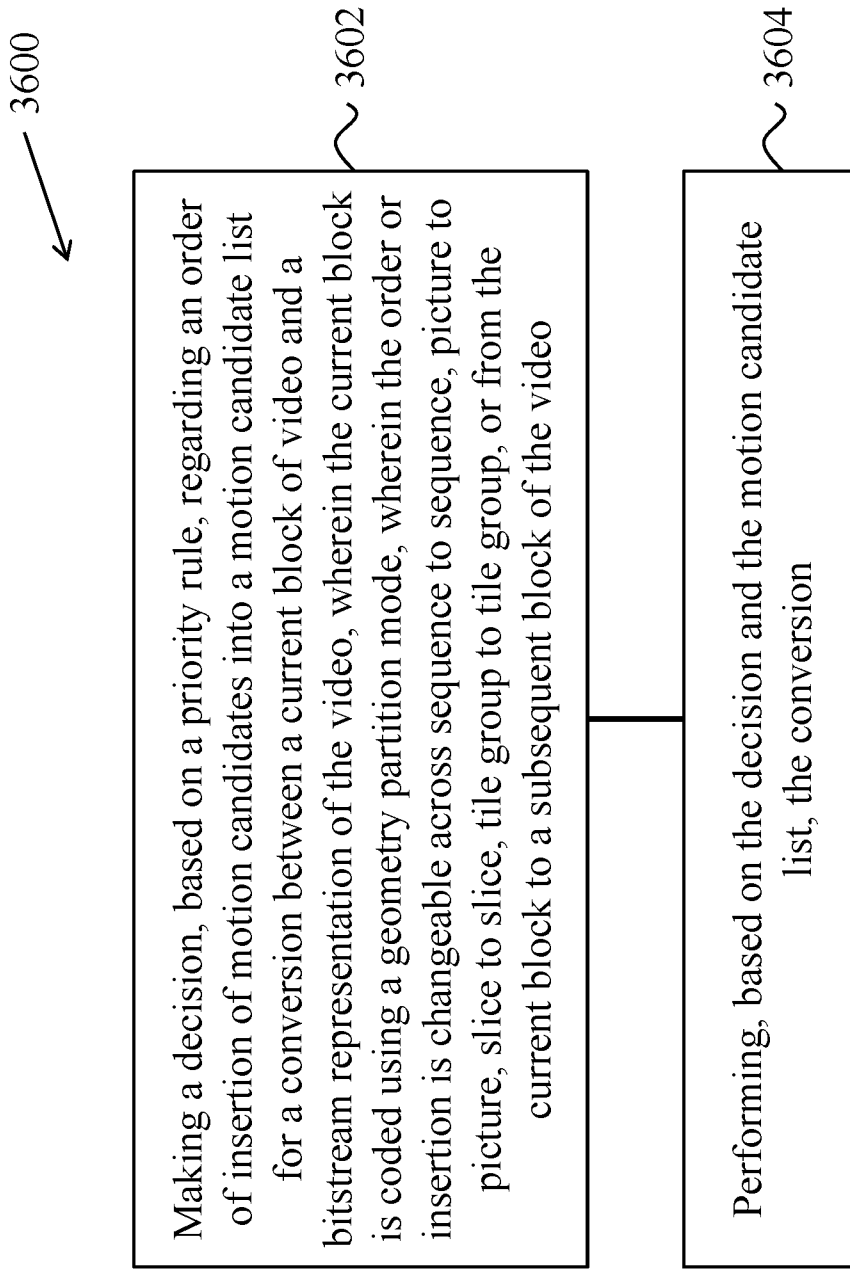 3600
Making a decision, based on a priority rule, regarding an order
of insertion of motion candidates into a motion candidate list
for a conversion between a current block of video and a
bitstream representation of the video, wherein the current block
is coded using a geometry partition mode, wherein the order or
insertion is changeable across sequence to sequence, picture to
picture, slice to slice, tile group to tile group, or from the
current block to a subsequent block of the video
3602
Performing, based on the decision and the motion candidate
list, the conversion
3604